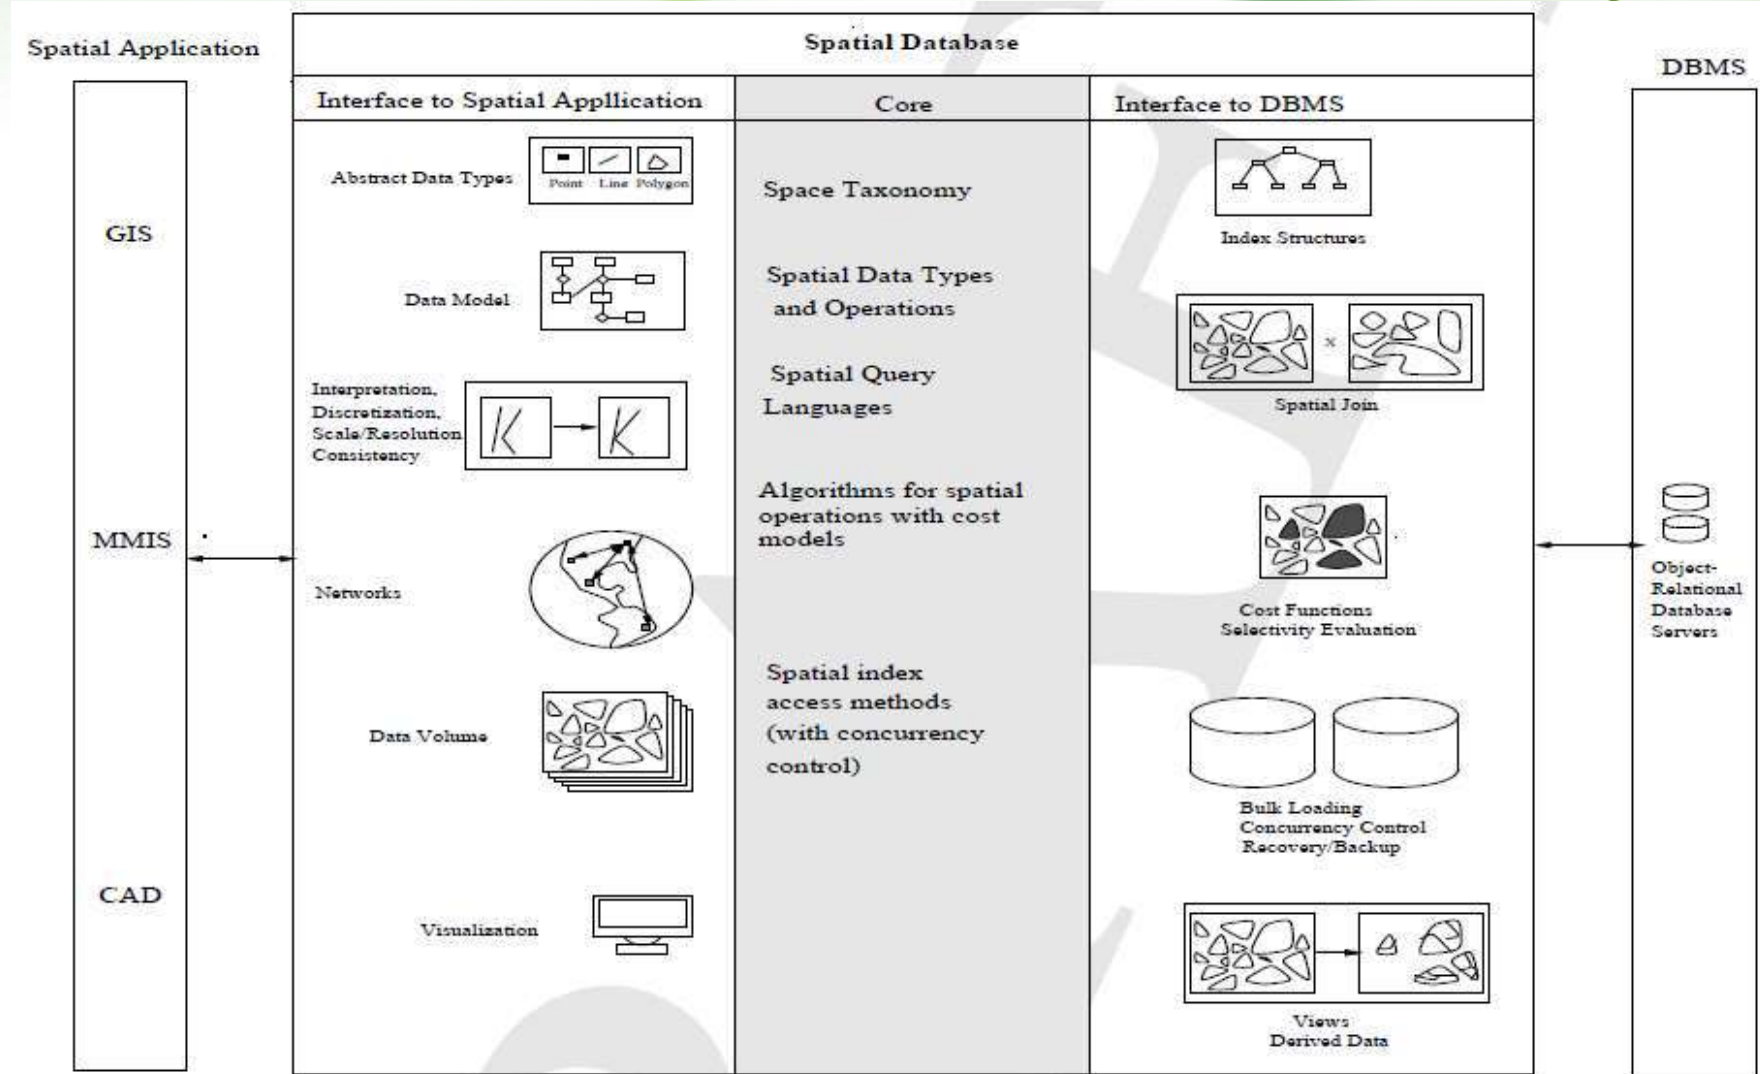 Spatial Application
GIS
MMIS
CAD
Spatial Database
Interface to Spatial Appllication
Abstract Data Types
Point Line Polygon
Data Model
Interpretation,
Discretization,
Scale/Resolution
Consistency
K K
Networks
Data Volume
Visualization
Core
Space Taxonomy
Spatial Data Types
and Operations
Spatial Query
Languages
Algorithms for spatial
operations with cost
models
Spatial index
access methods
(with concurrency
control)
Interface to DBMS
Index Structures
x
Spatial Join
Cost Functions
Selectivity Evaluation
Bulk Loading
Concurrency Control
Recovery/Backup
Views
Derived Data
DBMS
Object-
Relational
Database
Servers